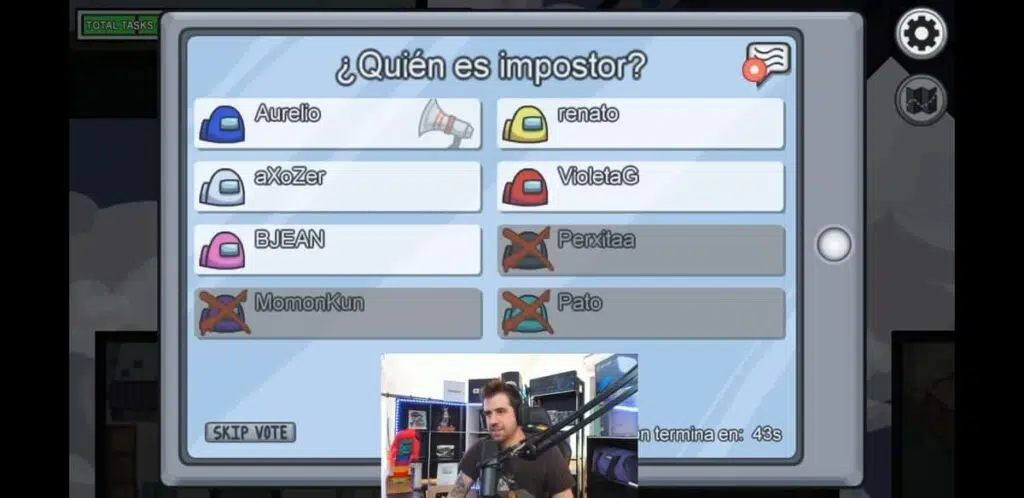 TOTAL TASKS
¿Quién es impostor?
Aurelio
renato
aXoZer
VioletaG
BJEAN
Perxitaa
MomonKun
Pato
SKIP VOTE
n termina en: 43s